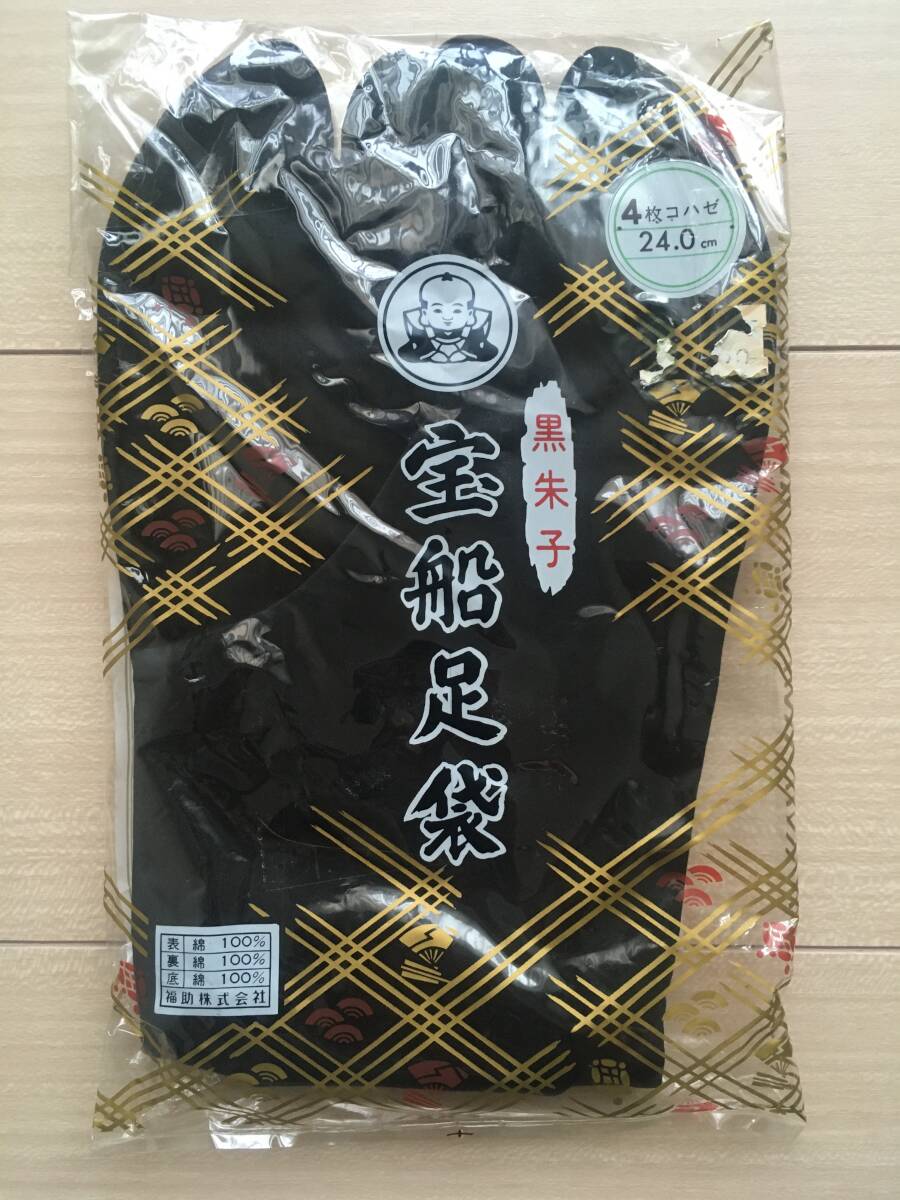 4枚コハゼ
24.0cm
黒朱子
宝船足袋
表 綿 100%
裏 綿 100%
底 綿 100%
福助株式会社